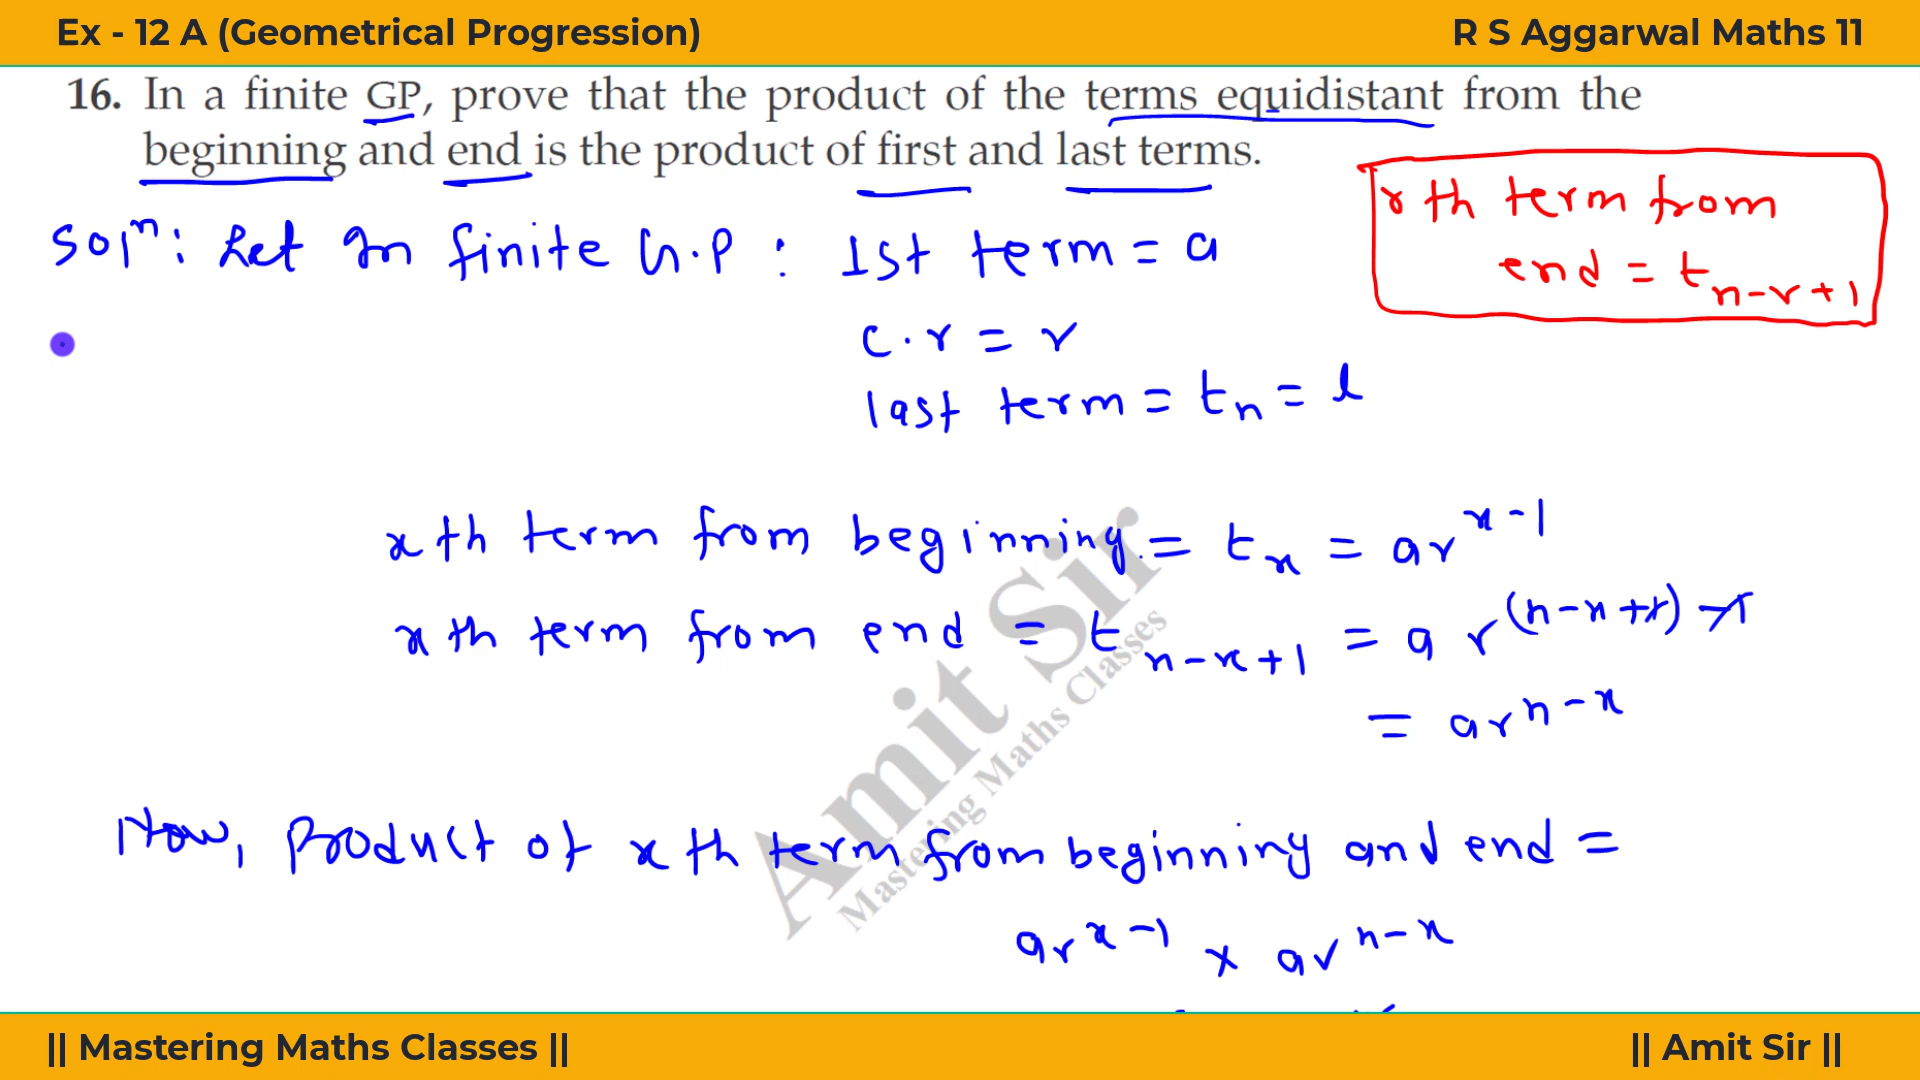 Ex - 12 A (Geometrical Progression)
R S Aggarwal Maths 11
16. In a finite GP, prove that the product of the terms equidistant from the
beginning and end is the product of first and last terms.
r th term from
end = t_{n-r+1}
Solⁿ: Let In finite G.P : 1st term = a
c.r = r
last term = t_n = l
x th term from beginning. = t_x = ar^{x-1}
x th term from end = t_{n-x+1} = a r^{(n-x+1)-1}
= ar^{n-x}
Now, Product of x th term from beginning and end =
ar^{x-1} × ar^{n-x}
Amit Sir
Mastering Maths Classes
|| Mastering Maths Classes ||
|| Amit Sir ||